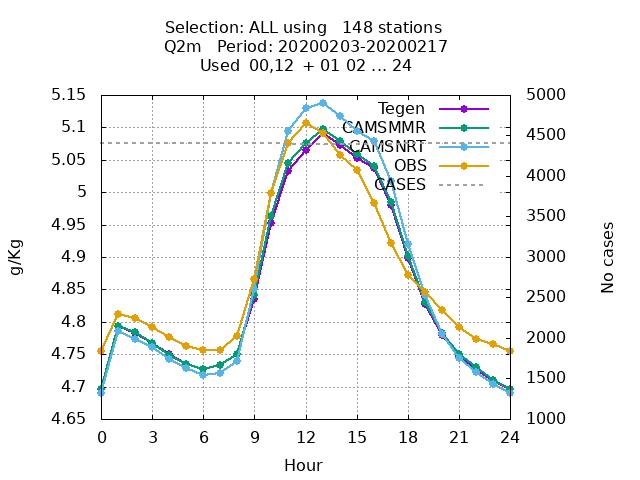 Selection: ALL using   148 stations
Q2m   Period: 20200203-20200217
Used  00,12  + 01 02 ... 24
5.15
5.1
5.05
5
4.95
4.9
4.85
4.8
4.75
4.7
4.65
5000
4500
4000
3500
3000
2500
2000
1500
1000
g/Kg
No cases
Tegen
CAMSMMR
CAMSNRT
OBS
CASES
0 3 6 9 12 15 18 21 24
Hour